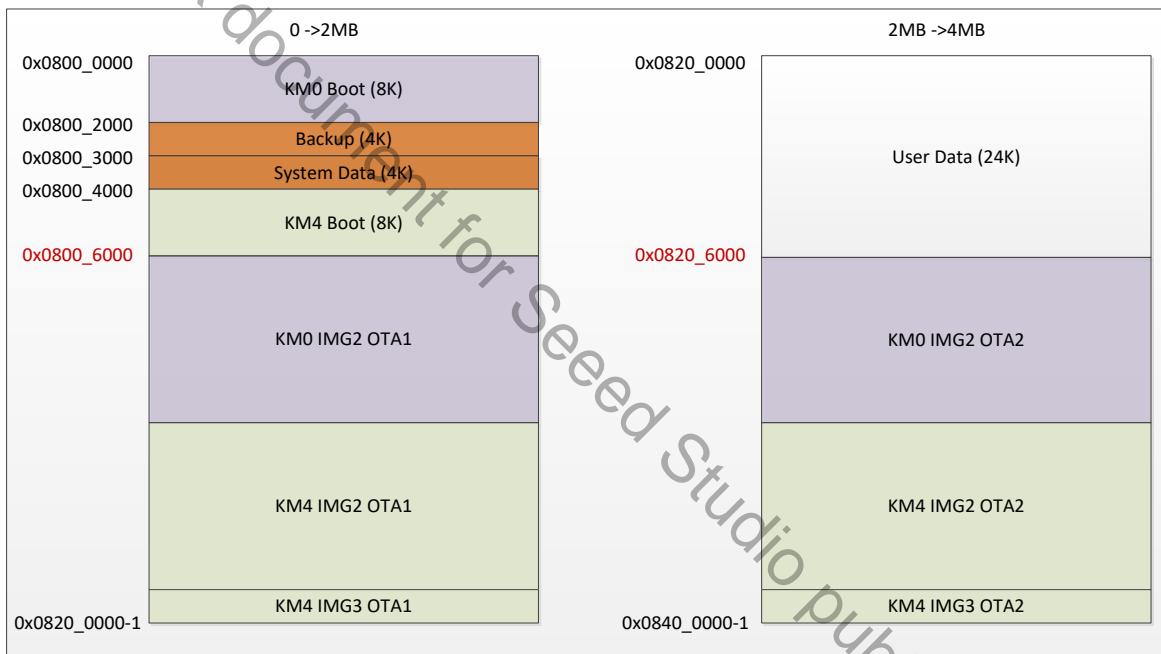 0 ->2MB
0x0800_0000
KM0 Boot (8K)
0x0800_2000
Backup (4K)
0x0800_3000
System Data (4K)
0x0800_4000
KM4 Boot (8K)
0x0800_6000
KM0 IMG2 OTA1
KM4 IMG2 OTA1
KM4 IMG3 OTA1
0x0820_0000-1
2MB ->4MB
0x0820_0000
User Data (24K)
0x0820_6000
KM0 IMG2 OTA2
KM4 IMG2 OTA2
KM4 IMG3 OTA2
0x0840_0000-1
document for Seeed Studio